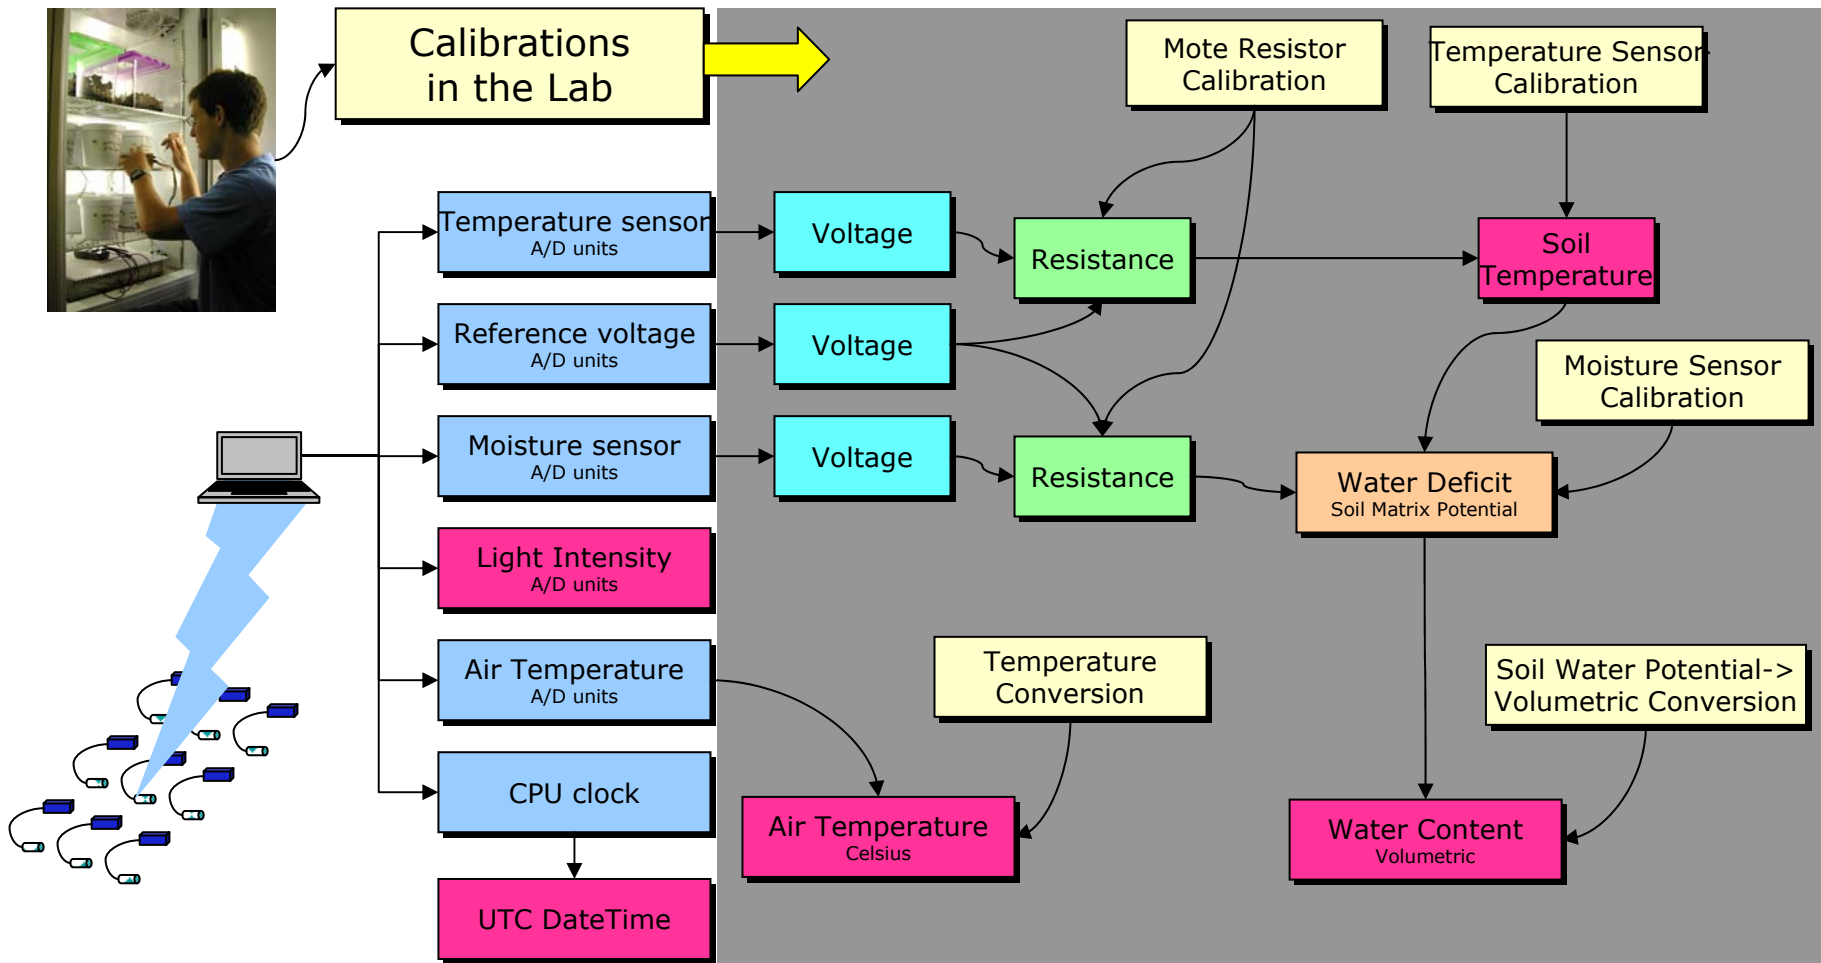 Calibrations
in the Lab
Mote Resistor
Calibration
Temperature Sensor
Calibration
Temperature sensor
A/D units
Voltage
Resistance
Soil
Temperature
Reference voltage
A/D units
Voltage
Moisture Sensor
Calibration
Moisture sensor
A/D units
Voltage
Resistance
Water Deficit
Soil Matrix Potential
Light Intensity
A/D units
Air Temperature
A/D units
Temperature
Conversion
Soil Water Potential->
Volumetric Conversion
CPU clock
Air Temperature
Celsius
Water Content
Volumetric
UTC DateTime